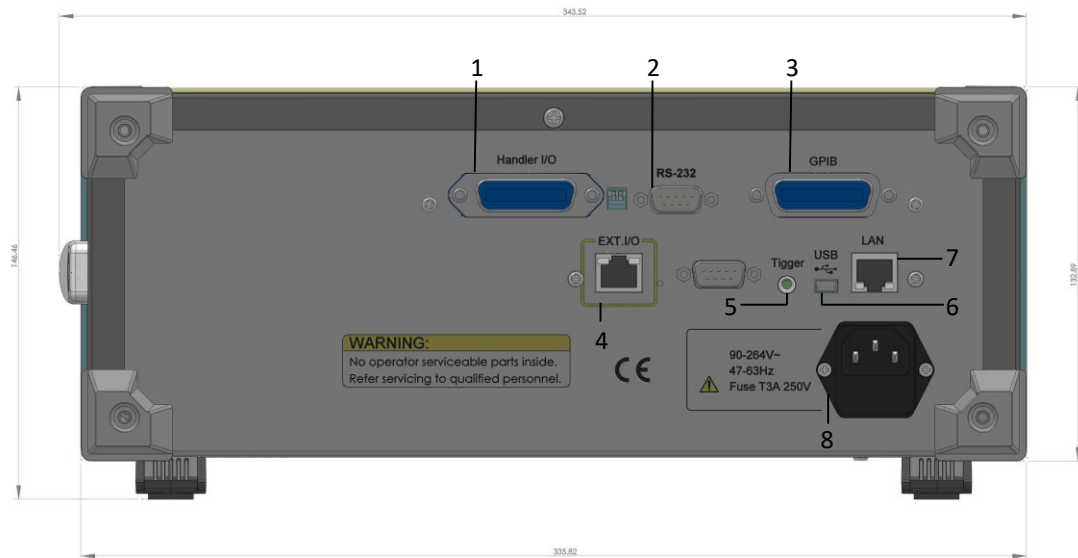 343.52
1
2
3
Handler I/O
RS-232
GPIB
146.46
132.89
EXT.I/O
Tigger
USB
LAN
7
4
5
6
WARNING:
No operator serviceable parts inside.
Refer servicing to qualified personnel.
CE
90-264V~
47-63Hz
Fuse T3A 250V
8
335.82